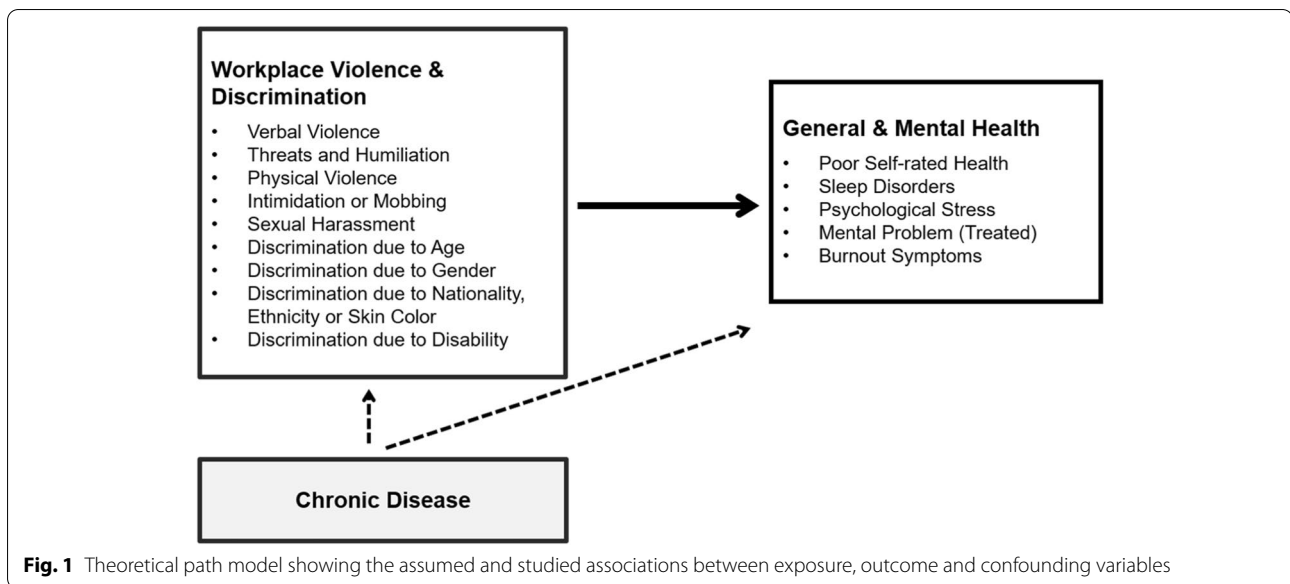 Workplace Violence &
Discrimination
• Verbal Violence
• Threats and Humiliation
• Physical Violence
• Intimidation or Mobbing
• Sexual Harassment
• Discrimination due to Age
• Discrimination due to Gender
• Discrimination due to Nationality,
Ethnicity or Skin Color
• Discrimination due to Disability
General & Mental Health
• Poor Self-rated Health
• Sleep Disorders
• Psychological Stress
• Mental Problem (Treated)
• Burnout Symptoms
Chronic Disease
Fig. 1 Theoretical path model showing the assumed and studied associations between exposure, outcome and confounding variables